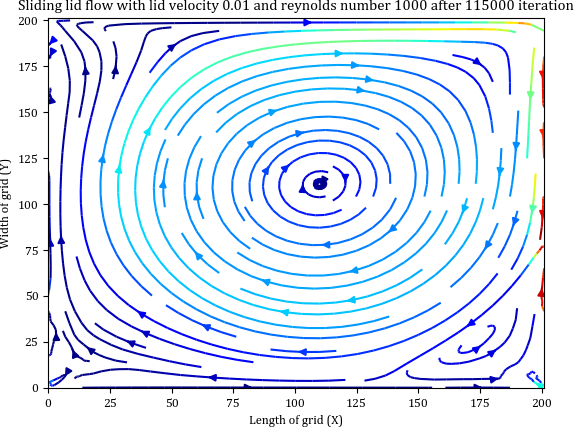 Sliding lid flow with lid velocity 0.01 and reynolds number 1000 after 115000 iteration
200
175
150
125
100
75
50
25
0
Width of grid (Y)
0 25 50 75 100 125 150 175 200
Length of grid (X)